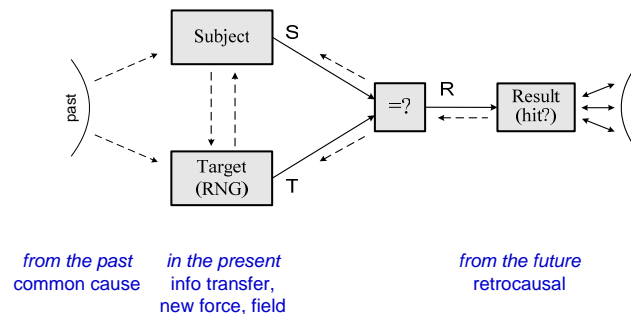 Subject
S
past
=?
R
Result
(hit?)
Target
(RNG)
T
from the past
common cause
in the present
info transfer,
new force, field
from the future
retrocausal